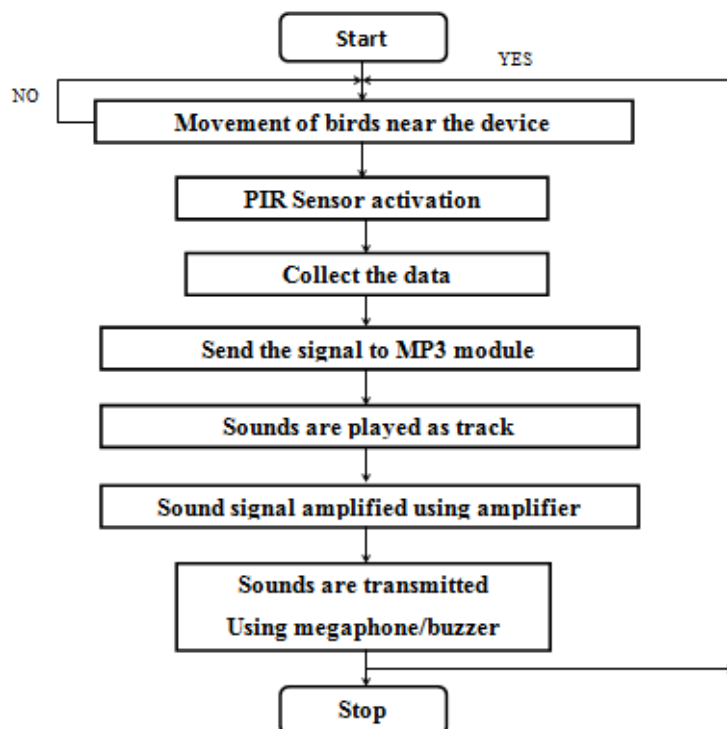 Start
YES
NO
Movement of birds near the device
PIR Sensor activation
Collect the data
Send the signal to MP3 module
Sounds are played as track
Sound signal amplified using amplifier
Sounds are transmitted
Using megaphone/buzzer
Stop